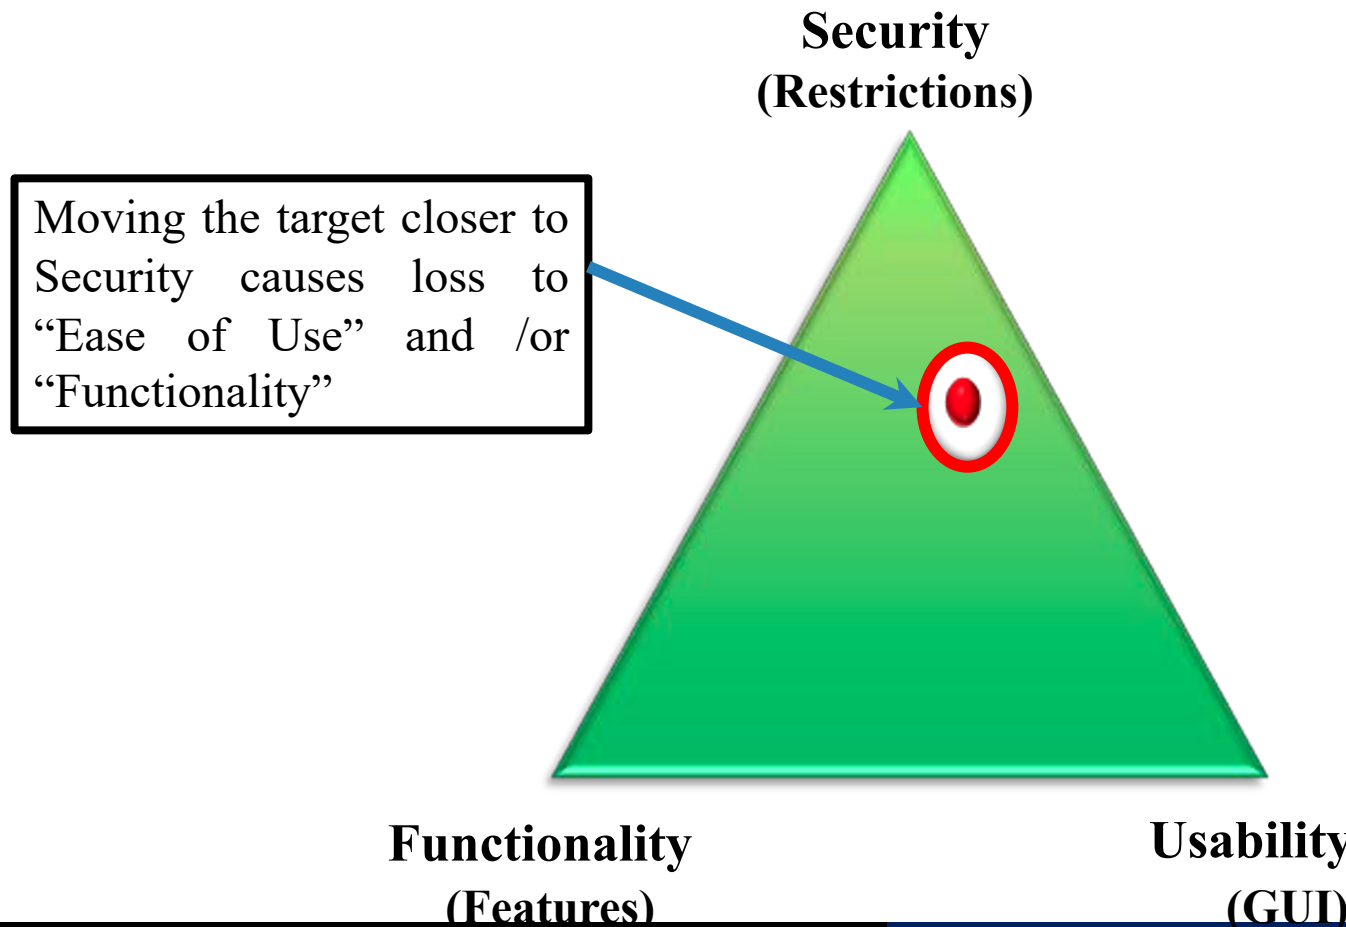 Security
(Restrictions)
Moving the target closer to
Security causes loss to
“Ease of Use” and /or
“Functionality”
Functionality
(Features)
Usability
(GUI)